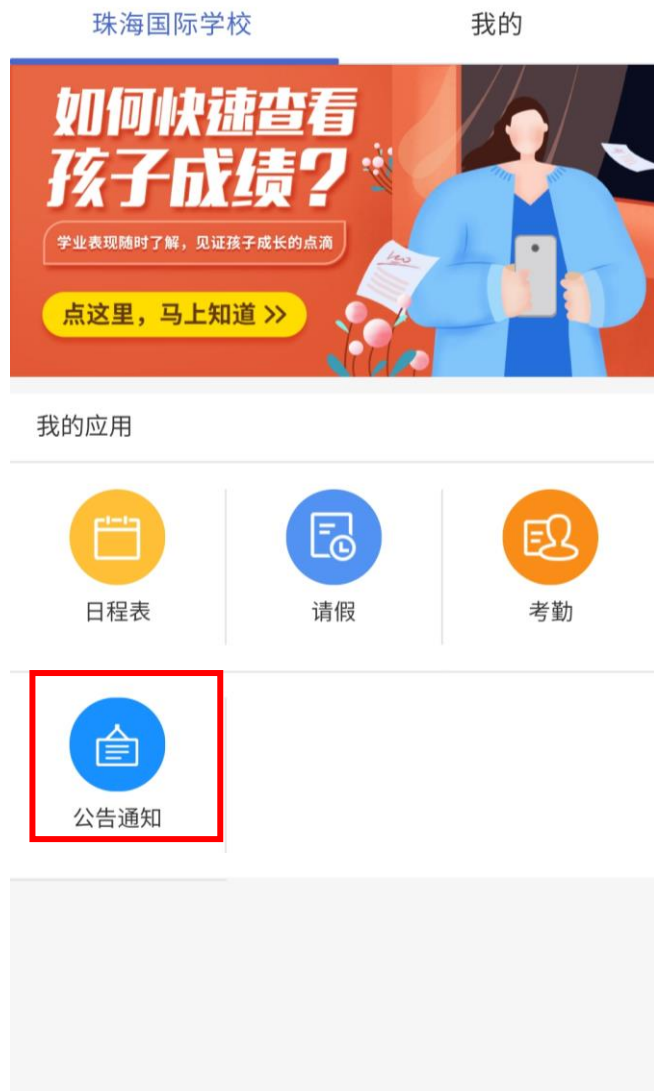 珠海国际学校
我的
如何快速查看
孩子成绩？
学业表现随时了解，见证孩子成长的点滴
点这里，马上知道 >>
我的应用
日程表
请假
考勤
公告通知